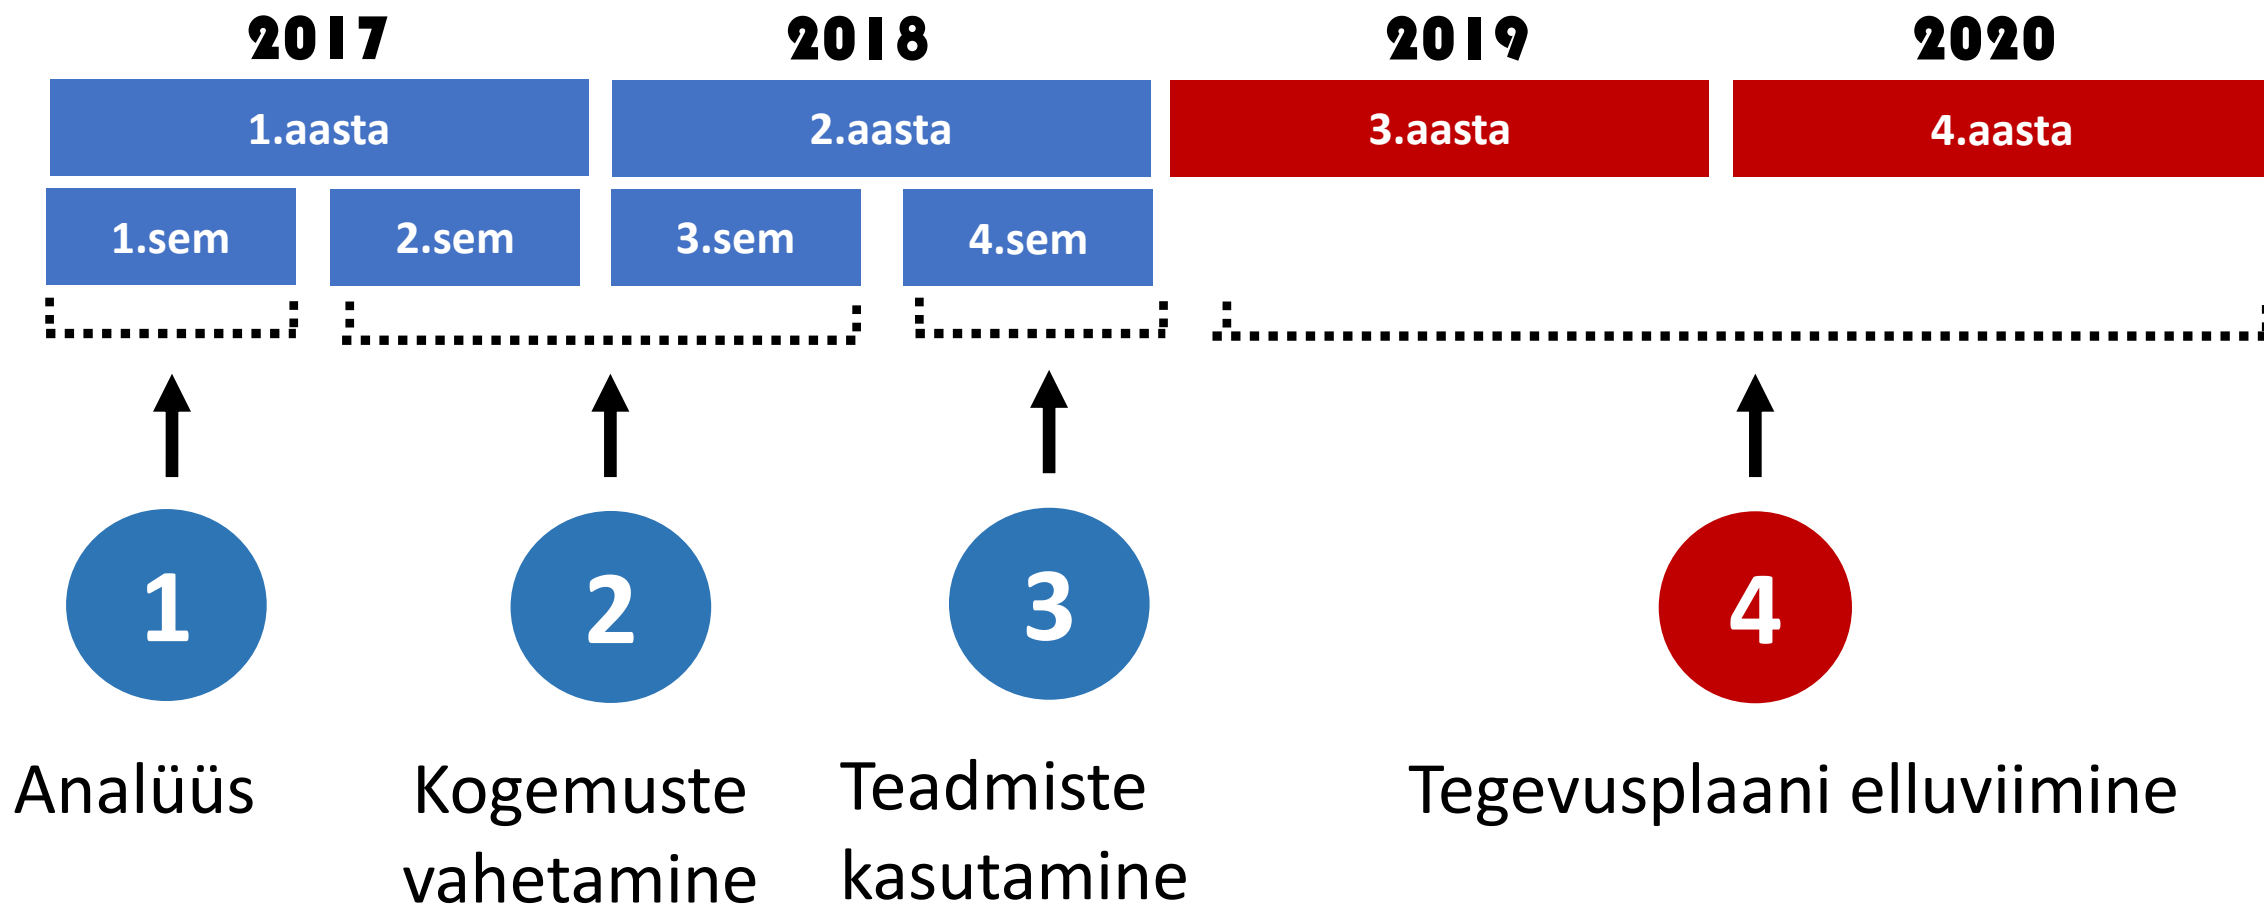 2017 2018 2019 2020
1.aasta 2.aasta 3.aasta 4.aasta
1.sem 2.sem 3.sem 4.sem
1 2 3 4
Analüüs
Kogemuste
vahetamine
Teadmiste
kasutamine
Tegevusplaani elluviimine